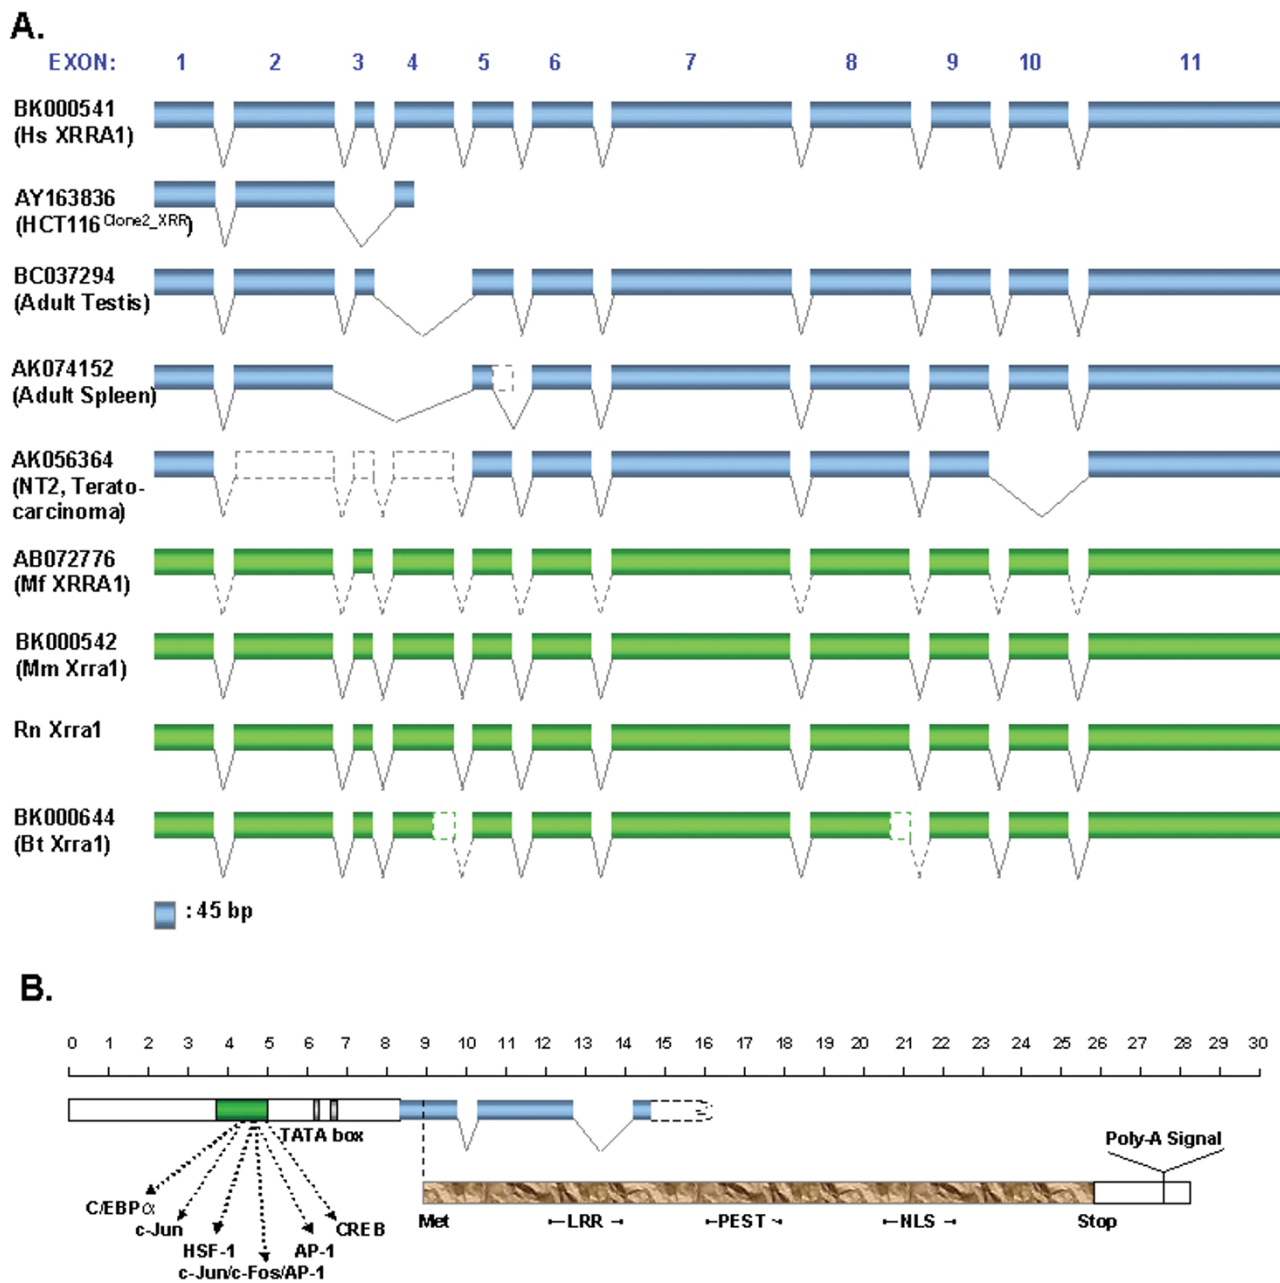 A.
EXON: 1 2 3 4 5 6 7 8 9 10 11
BK000541
(Hs XRRA1)
AY163836
(HCT116 Clone2_XRR)
BC037294
(Adult Testis)
AK074152
(Adult Spleen)
AK056364
(NT2, Terato-
carcinoma)
AB072776
(Mf XRRA1)
BK000542
(Mm Xrra1)
Rn Xrra1
BK000644
(Bt Xrra1)
: 45 bp
B.
0 1 2 3 4 5 6 7 8 9 10 11 12 13 14 15 16 17 18 19 20 21 22 23 24 25 26 27 28 29 30
TATA box
Poly-A Signal
C/EBPα
c-Jun
HSF-1
c-Jun/c-Fos/AP-1
AP-1
CREB
Met LRR PEST NLS Stop